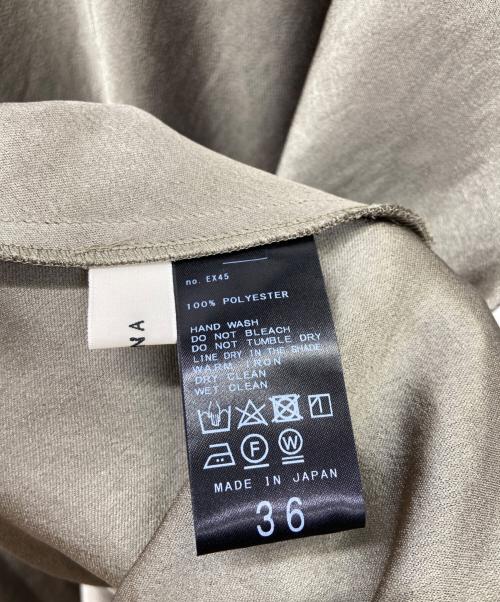 NA
no. EX45
100% POLYESTER
HAND WASH
DO NOT BLEACH
DO NOT TUMBLE DRY
LINE DRY IN THE SHADE
WARM IRON
DRY CLEAN
WET CLEAN
F
W
MADE IN JAPAN
36